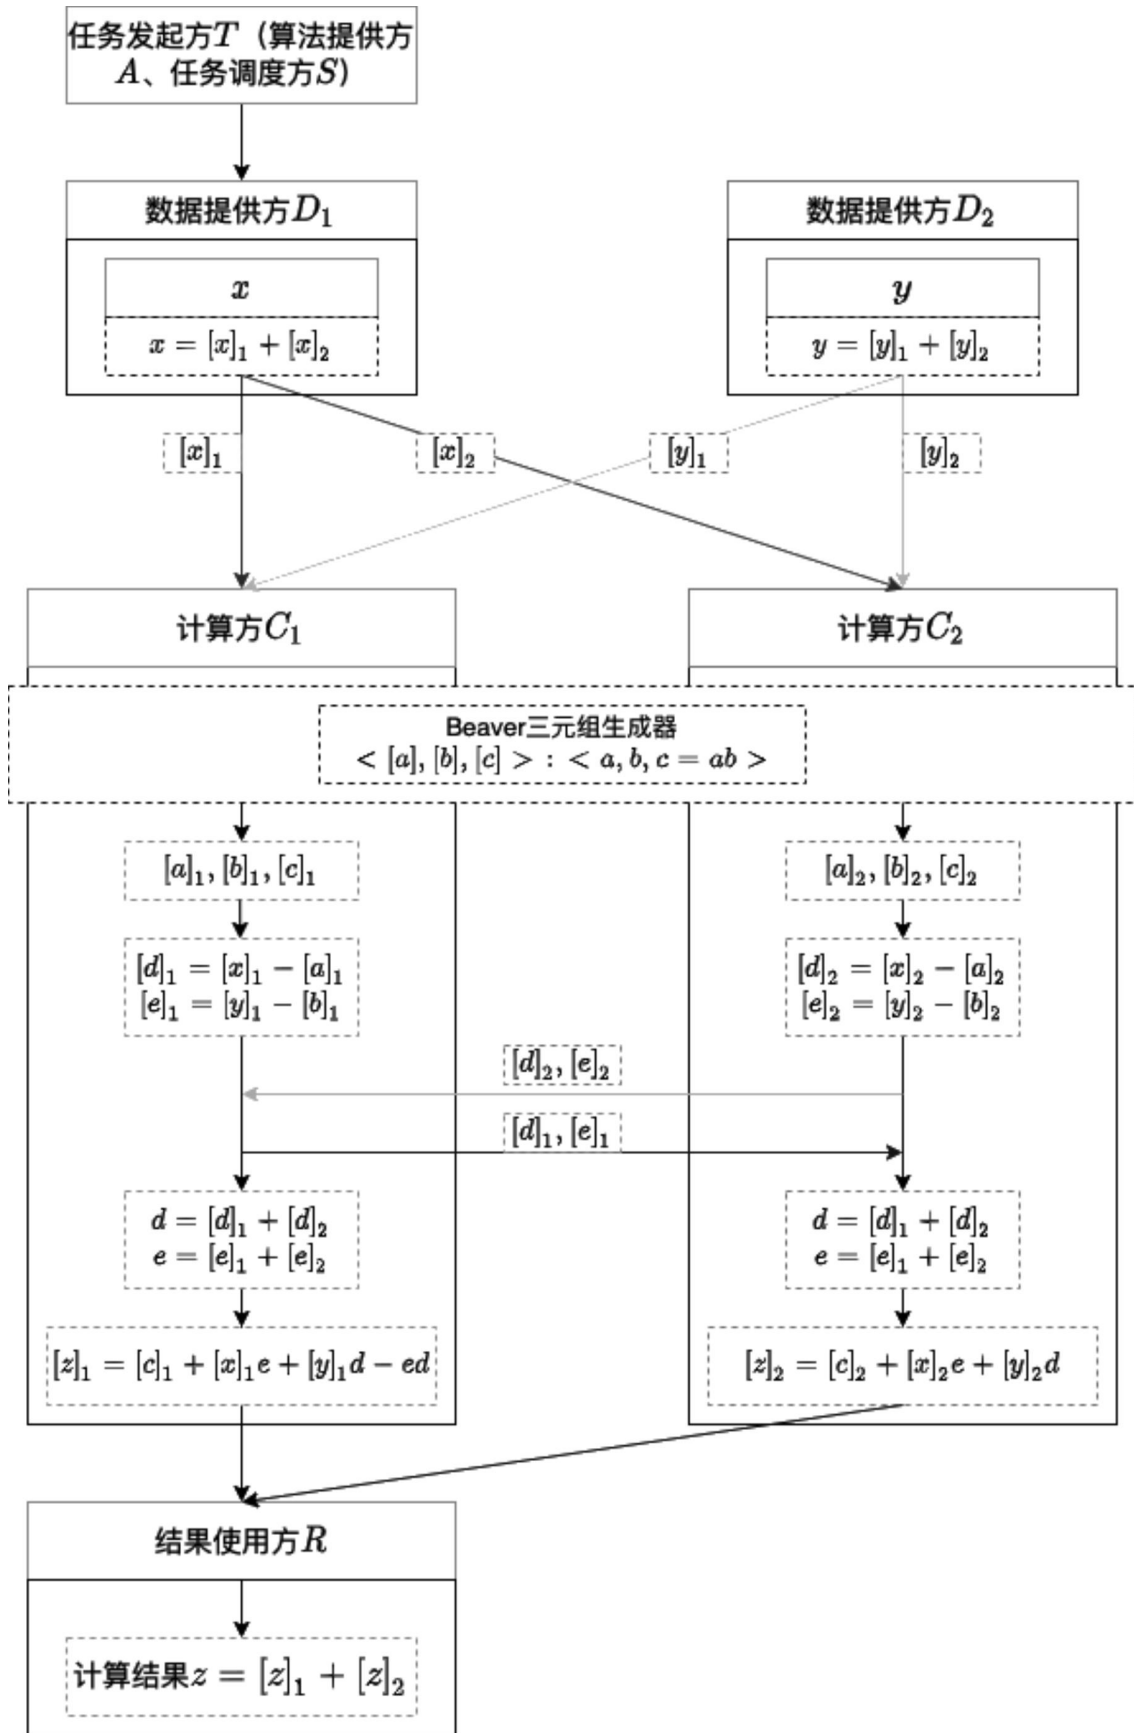 任务发起方T（算法提供方
A、任务调度方S）
数据提供方D₁
数据提供方D₂
x
y
x = [x]₁ + [x]₂
y = [y]₁ + [y]₂
[x]₁
[x]₂
[y]₁
[y]₂
计算方C₁
计算方C₂
Beaver三元组生成器
< [a], [b], [c] > : < a, b, c = ab >
[a]₁, [b]₁, [c]₁
[a]₂, [b]₂, [c]₂
[d]₁ = [x]₁ − [a]₁
[e]₁ = [y]₁ − [b]₁
[d]₂ = [x]₂ − [a]₂
[e]₂ = [y]₂ − [b]₂
[d]₂, [e]₂
[d]₁, [e]₁
d = [d]₁ + [d]₂
e = [e]₁ + [e]₂
d = [d]₁ + [d]₂
e = [e]₁ + [e]₂
[z]₁ = [c]₁ + [x]₁e + [y]₁d − ed
[z]₂ = [c]₂ + [x]₂e + [y]₂d
结果使用方R
计算结果z = [z]₁ + [z]₂